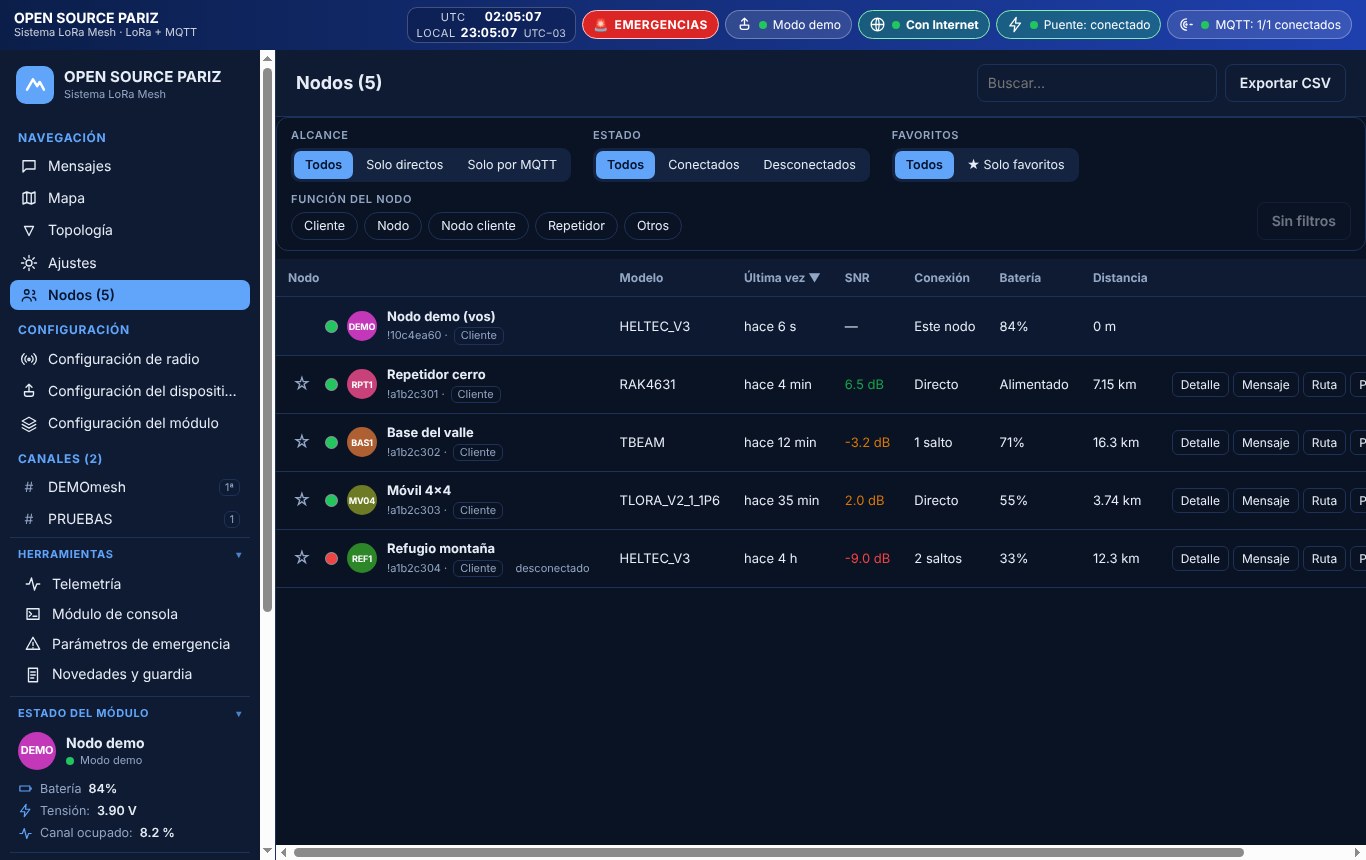 OPEN SOURCE PARIZ
Sistema LoRa Mesh · LoRa + MQTT
UTC 02:05:07
LOCAL 23:05:07 UTC−03
🚨 EMERGENCIAS
Modo demo
Con Internet
Puente: conectado
MQTT: 1/1 conectados
OPEN SOURCE PARIZ
Sistema LoRa Mesh
NAVEGACIÓN
Mensajes
Mapa
Topología
Ajustes
Nodos (5)
CONFIGURACIÓN
Configuración de radio
Configuración del dispositi...
Configuración del módulo
CANALES (2)
# DEMOmesh 1ª
# PRUEBAS 1
HERRAMIENTAS ▾
Telemetría
Módulo de consola
Parámetros de emergencia
Novedades y guardia
ESTADO DEL MÓDULO ▾
DEMO
Nodo demo
Modo demo
Batería 84%
Tensión: 3.90 V
Canal ocupado: 8.2 %
Nodos (5)
Buscar...
Exportar CSV
ALCANCE
Todos Solo directos Solo por MQTT
ESTADO
Todos Conectados Desconectados
FAVORITOS
Todos ★ Solo favoritos
FUNCIÓN DEL NODO
Cliente Nodo Nodo cliente Repetidor Otros
Sin filtros
Nodo Modelo Última vez ▼ SNR Conexión Batería Distancia
DEMO Nodo demo (vos) HELTEC_V3 hace 6 s — Este nodo 84% 0 m
!10c4ea60 · Cliente
☆ RPT1 Repetidor cerro RAK4631 hace 4 min 6.5 dB Directo Alimentado 7.15 km Detalle Mensaje Ruta P
!a1b2c301 · Cliente
☆ BAS1 Base del valle TBEAM hace 12 min -3.2 dB 1 salto 71% 16.3 km Detalle Mensaje Ruta P
!a1b2c302 · Cliente
☆ MV04 Móvil 4×4 TLORA_V2_1_1P6 hace 35 min 2.0 dB Directo 55% 3.74 km Detalle Mensaje Ruta P
!a1b2c303 · Cliente
☆ REF1 Refugio montaña HELTEC_V3 hace 4 h -9.0 dB 2 saltos 33% 12.3 km Detalle Mensaje Ruta P
!a1b2c304 · Cliente desconectado